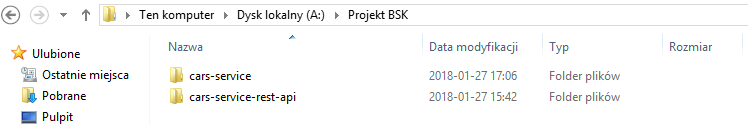 Ten komputer Dysk lokalny (A:) Projekt BSK
Nazwa Data modyfikacji Typ Rozmiar
Ulubione
Ostatnie miejsca
Pobrane
Pulpit
cars-service 2018-01-27 17:06 Folder plików
cars-service-rest-api 2018-01-27 15:42 Folder plików